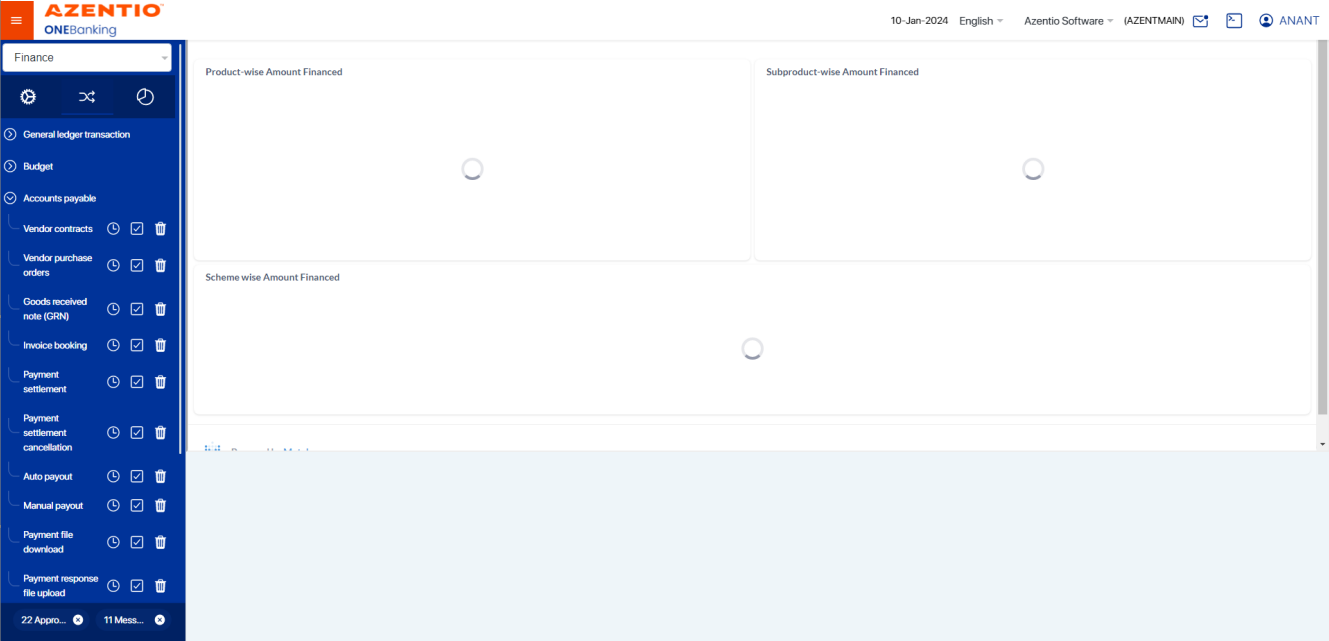 AZENTIO
ONEBanking
10-Jan-2024 English Azentio Software (AZENTMAIN) ANANT
Finance
General ledger transaction
Budget
Accounts payable
Vendor contracts
Vendor purchase
orders
Goods received
note (GRN)
Invoice booking
Payment
settlement
Payment
settlement
cancellation
Auto payout
Manual payout
Payment file
download
Payment response
file upload
22 Appro...
11 Mess...
Product-wise Amount Financed
Subproduct-wise Amount Financed
Scheme wise Amount Financed